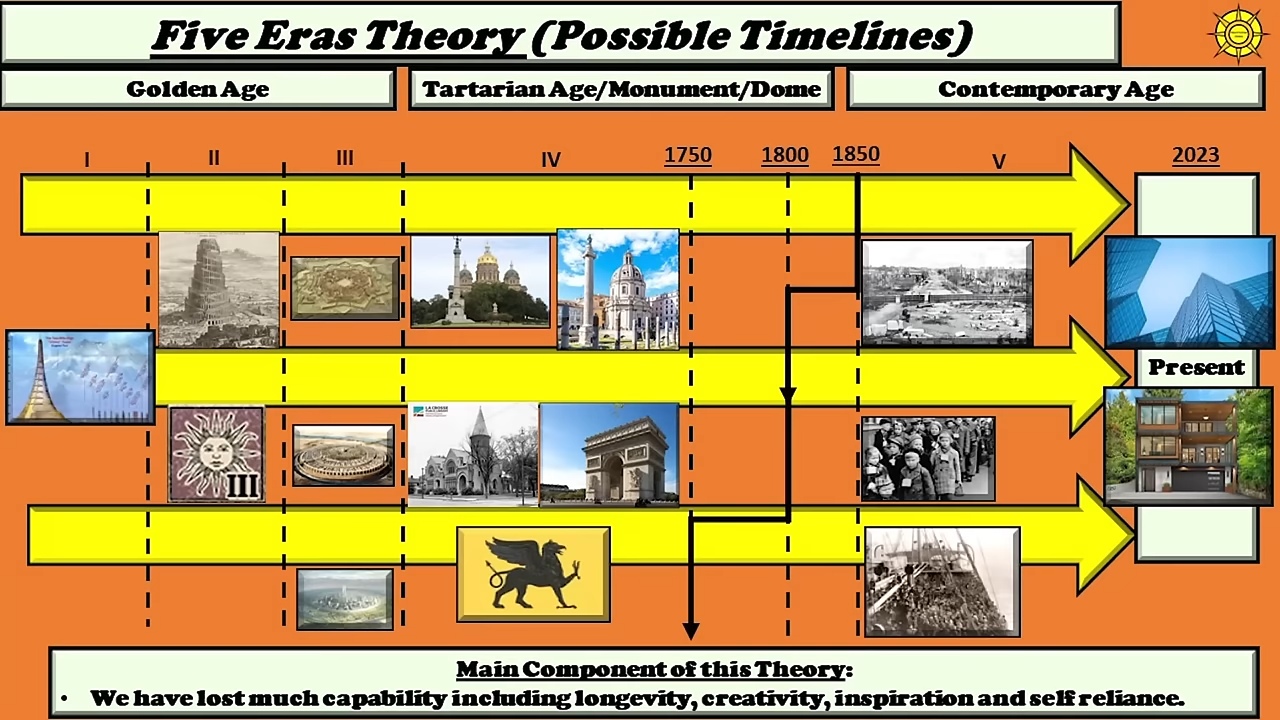 Five Eras Theory (Possible Timelines)
Golden Age
Tartarian Age/Monument/Dome
Contemporary Age
I
II
III
IV
1750
1800
1850
V
2023
LA CROSSE
III
Present
Main Component of this Theory:
• We have lost much capability including longevity, creativity, inspiration and self reliance.